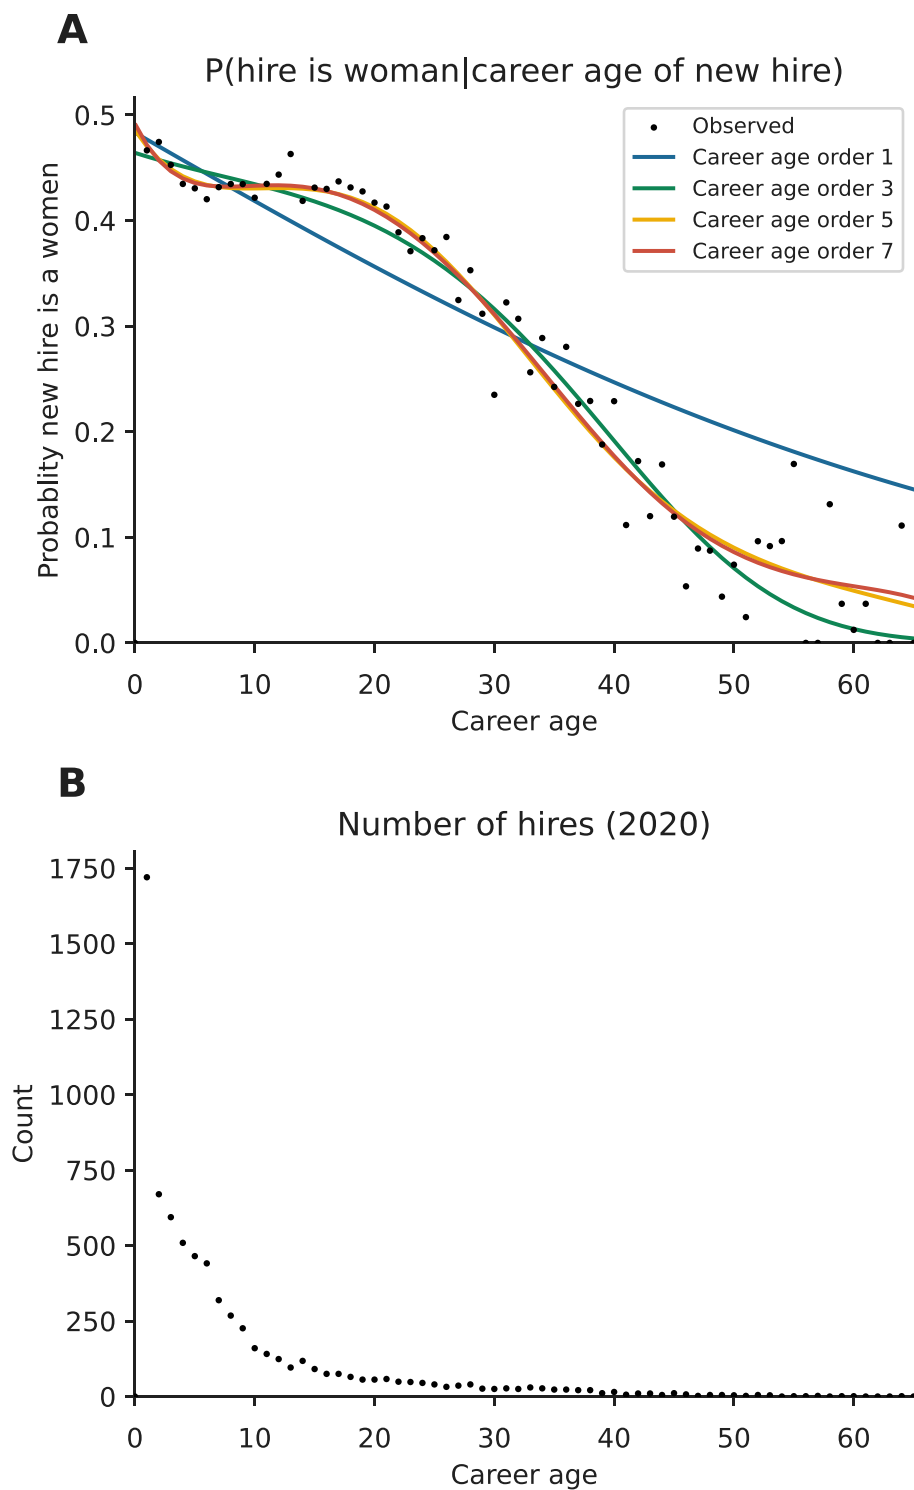 A
P(hire is woman|career age of new hire)
Probablity new hire is a women
0.5
0.4
0.3
0.2
0.1
0.0
Observed
Career age order 1
Career age order 3
Career age order 5
Career age order 7
0 10 20 30 40 50 60
Career age
B
Number of hires (2020)
Count
1750
1500
1250
1000
750
500
250
0
0 10 20 30 40 50 60
Career age